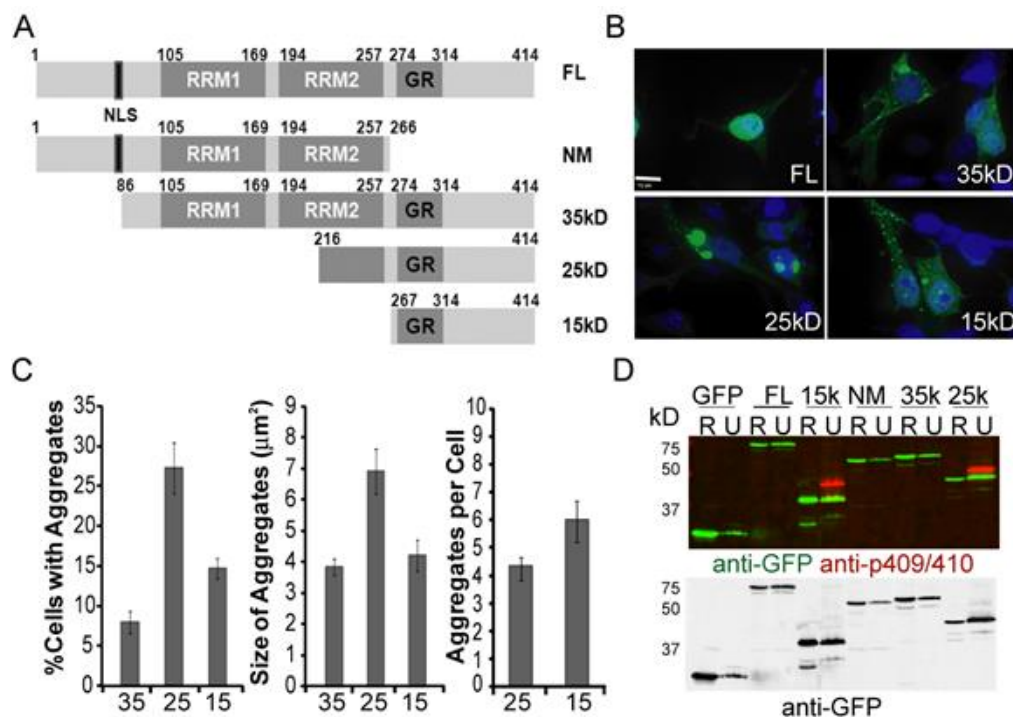 A
1 105 169 194 257 274 314 414
RRM1 RRM2 GR FL
NLS
1 105 169 194 257 266
RRM1 RRM2 NM
86 105 169 194 257 274 314 414
RRM1 RRM2 GR 35kD
216 414
GR 25kD
267 314 414
GR 15kD
B
FL
35kD
25kD
15kD
C
%Cells with Aggregates
35
30
25
20
15
10
5
0
35 25 15
Size of Aggregates (μm²)
9
8
7
6
5
4
3
2
1
0
35 25 15
Aggregates per Cell
10
9
8
7
6
5
4
3
2
1
0
25 15
D
GFP FL 15k NM 35k 25k
kD R U R U R U R U R U R U
75
50
37
anti-GFP anti-p409/410
75
50
37
anti-GFP